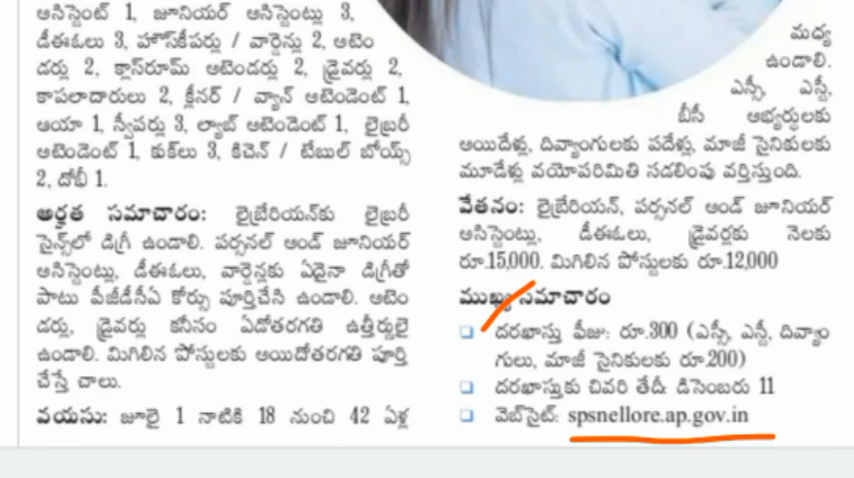 అసిస్టెంట్ 1, జూనియర్ అసిస్టెంట్లు 3,
డీఈఓలు 3, హౌస్‌కీపర్లు / వార్డెన్లు 2, అటెం
డర్లు 2, క్లాస్‌రూమ్ అటెండర్లు 2, డ్రైవర్లు 2,
కాపలాదారులు 2, క్లీనర్ / వ్యాన్ అటెండెంట్ 1,
ఆయా 1, స్వీపర్లు 3, ల్యాబ్ అటెండెంట్ 1, లైబ్రరీ
అటెండెంట్ 1, కుక్‌లు 3, కిచెన్ / టేబుల్ బోయ్స్
2, దోభీ 1.
అర్హత సమాచారం: లైబ్రేరియన్‌కు లైబ్రరీ
సైన్స్‌లో డిగ్రీ ఉండాలి. పర్సనల్ అండ్ జూనియర్
అసిస్టెంట్లు, డీఈఓలు, వార్డెన్లకు ఏదైనా డిగ్రీతో
పాటు పీజీడీసీఏ కోర్సు పూర్తిచేసి ఉండాలి. అటెం
డర్లు, డ్రైవర్లు కనీసం ఏడోతరగతి ఉత్తీర్ణులై
ఉండాలి. మిగిలిన పోస్టులకు అయిదోతరగతి పూర్తి
చేస్తే చాలు.
వయసు: జూలై 1 నాటికి 18 నుంచి 42 ఏళ్ల
మధ్య
ఉండాలి.
ఎస్సీ, ఎస్టీ,
బీసీ అభ్యర్థులకు
అయిదేళ్లు, దివ్యాంగులకు పదేళ్లు, మాజీ సైనికులకు
మూడేళ్లు వయోపరిమితి సడలింపు వర్తిస్తుంది.
వేతనం: లైబ్రేరియన్, పర్సనల్ అండ్ జూనియర్
అసిస్టెంట్లు, డీఈఓలు, డ్రైవర్లకు నెలకు
రూ.15,000. మిగిలిన పోస్టులకు రూ.12,000
ముఖ్య సమాచారం
దరఖాస్తు ఫీజు: రూ.300 (ఎస్సీ, ఎస్టీ, దివ్యాం
గులు, మాజీ సైనికులకు రూ.200)
దరఖాస్తుకు చివరి తేదీ: డిసెంబరు 11
వెబ్‌సైట్: spsnellore.ap.gov.in